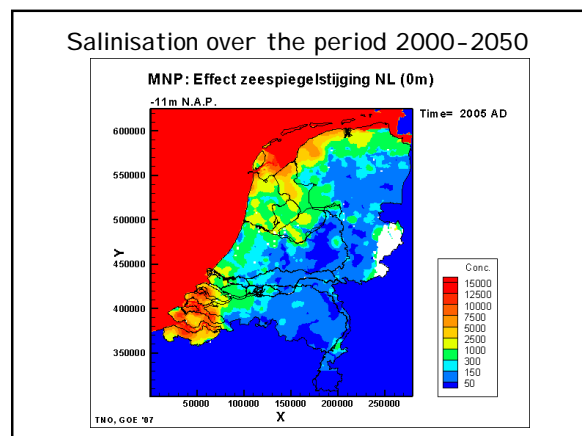 Salinisation over the period 2000-2050
MNP: Effect zeespiegelstijging NL (0m)
-11m N.A.P.
Time= 2005 AD
600000
550000
500000
450000
400000
350000
Y
50000
100000
150000
200000
250000
X
Conc.
15000
12500
10000
7500
5000
2500
1000
300
150
50
TNO, GOE '07